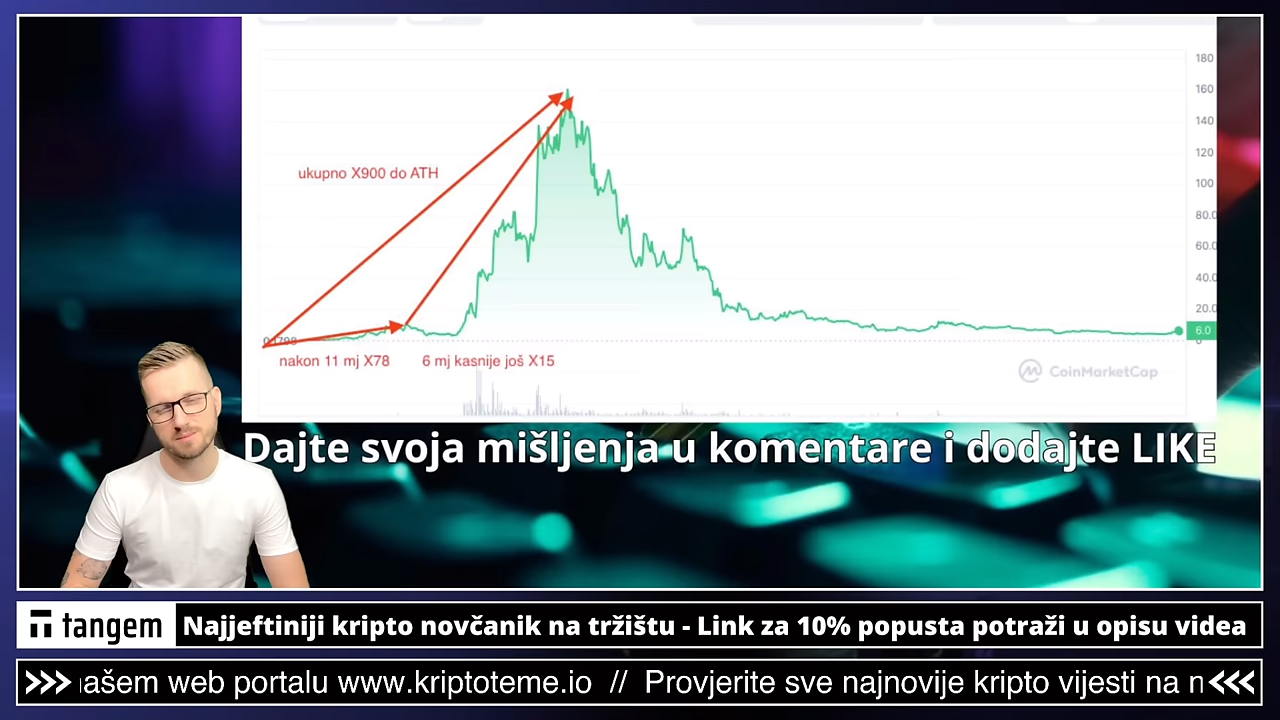 180
160
ukupno X900 do ATH
140
120
100
80.0
60.0
40.0
20.0
6.0
0
0.1798
nakon 11 mj X78
6 mj kasnije još X15
CoinMarketCap
Dajte svoja mišljenja u komentare i dodajte LIKE
tangem
Najjeftiniji kripto novčanik na tržištu - Link za 10% popusta potraži u opisu videa
našem web portalu www.kriptoteme.io // Provjerite sve najnovije kripto vijesti na n